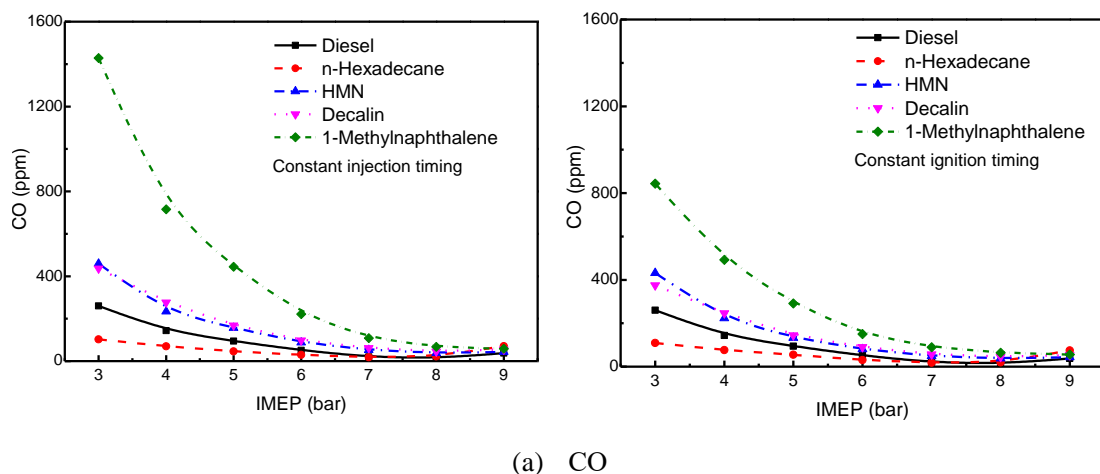 1600
1200
800
400
0
CO (ppm)
Diesel
n-Hexadecane
HMN
Decalin
1-Methylnaphthalene
Constant injection timing
3 4 5 6 7 8 9
IMEP (bar)
1600
1200
800
400
0
CO (ppm)
Diesel
n-Hexadecane
HMN
Decalin
1-Methylnaphthalene
Constant ignition timing
3 4 5 6 7 8 9
IMEP (bar)
(a) CO